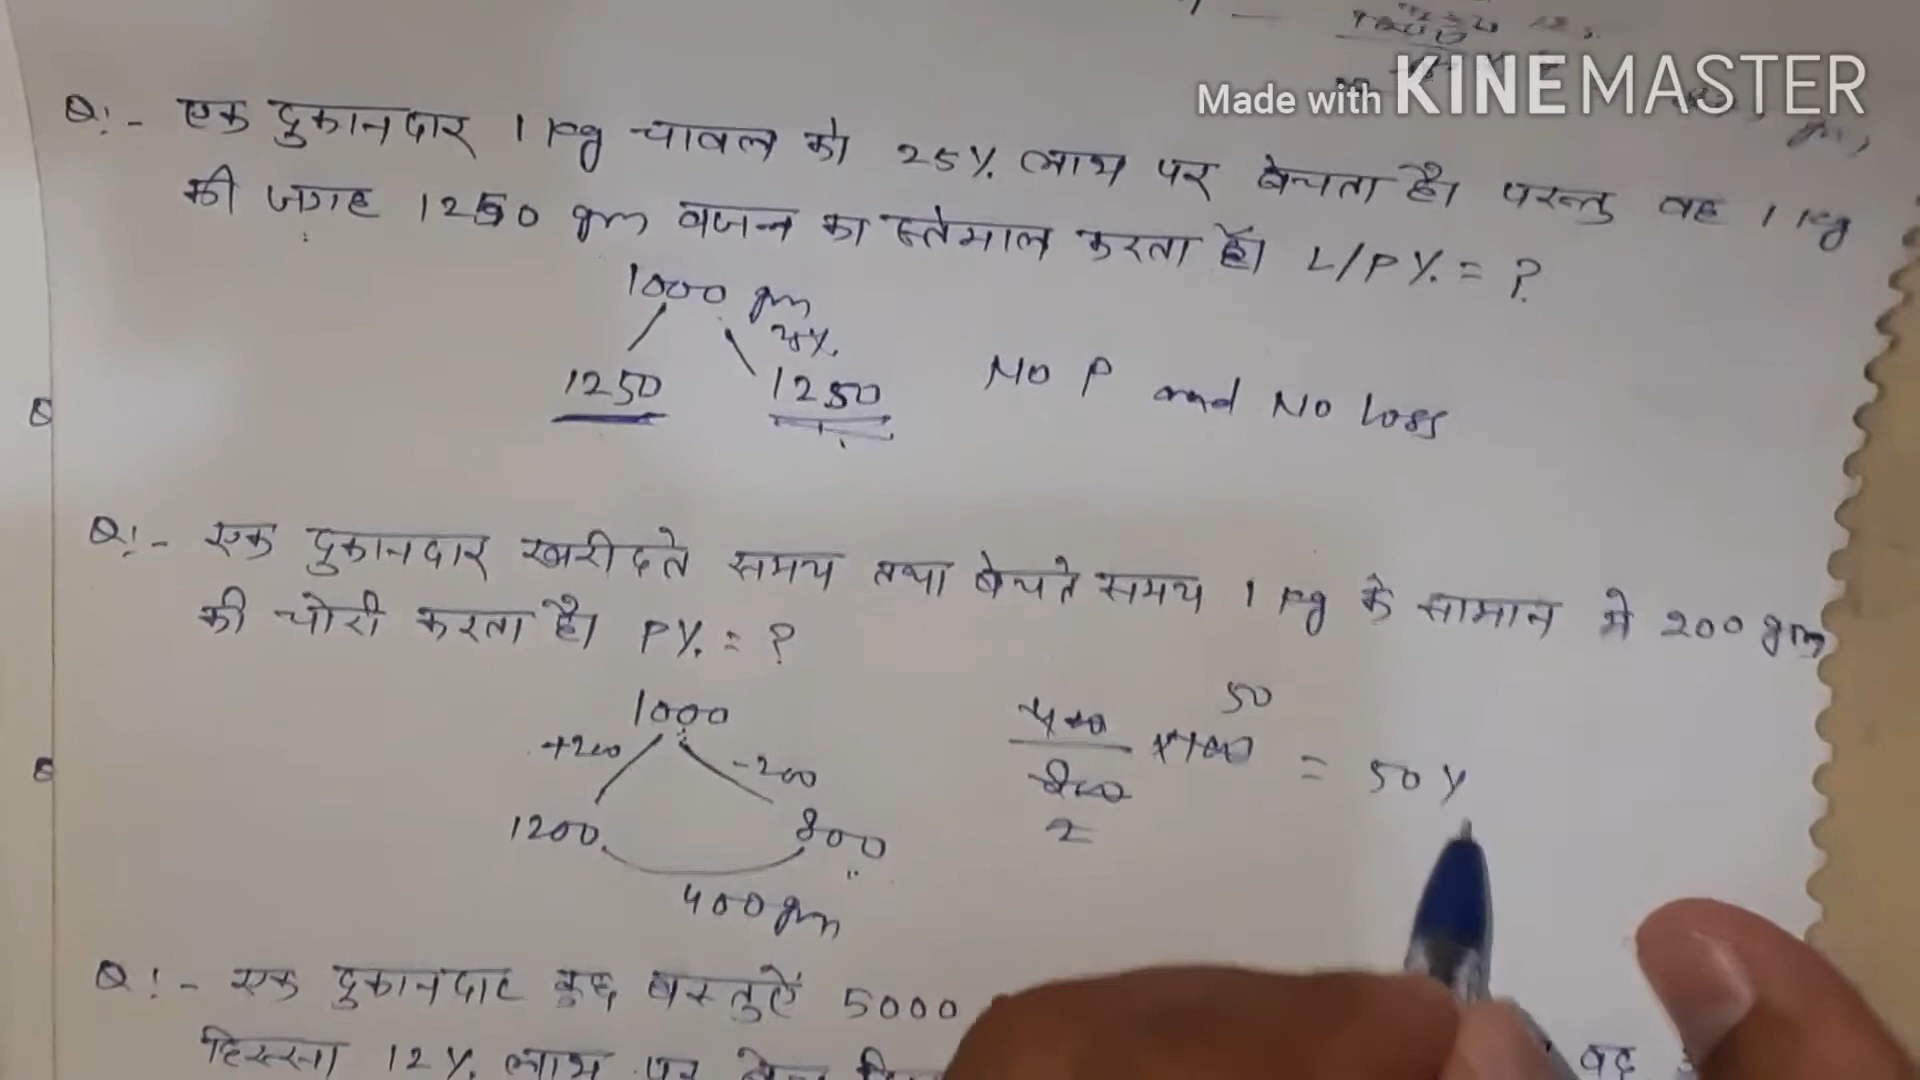 Made with KINEMASTER
Q:- एक दुकानदार 1 kg चावल को 25% लाभ पर बेचता है। परन्तु वह 1 kg
की जगह 1250 gm वजन का स्तेमाल करता है। L/P% = ?
1000 gm
25%
1250 1250 No P and No Loss
Q:- एक दुकानदार खरीदते समय तथा बेचते समय 1 kg के सामान मे 200 gm
की चोरी करता है। P% = ?
1000
+200 -200
1200 800
400 gm
50
400/800 × 100 = 50%
2
Q:- एक दुकानदार कुछ वस्तुऐं 5000
हिस्सा 12% लाभ पर बेच वह